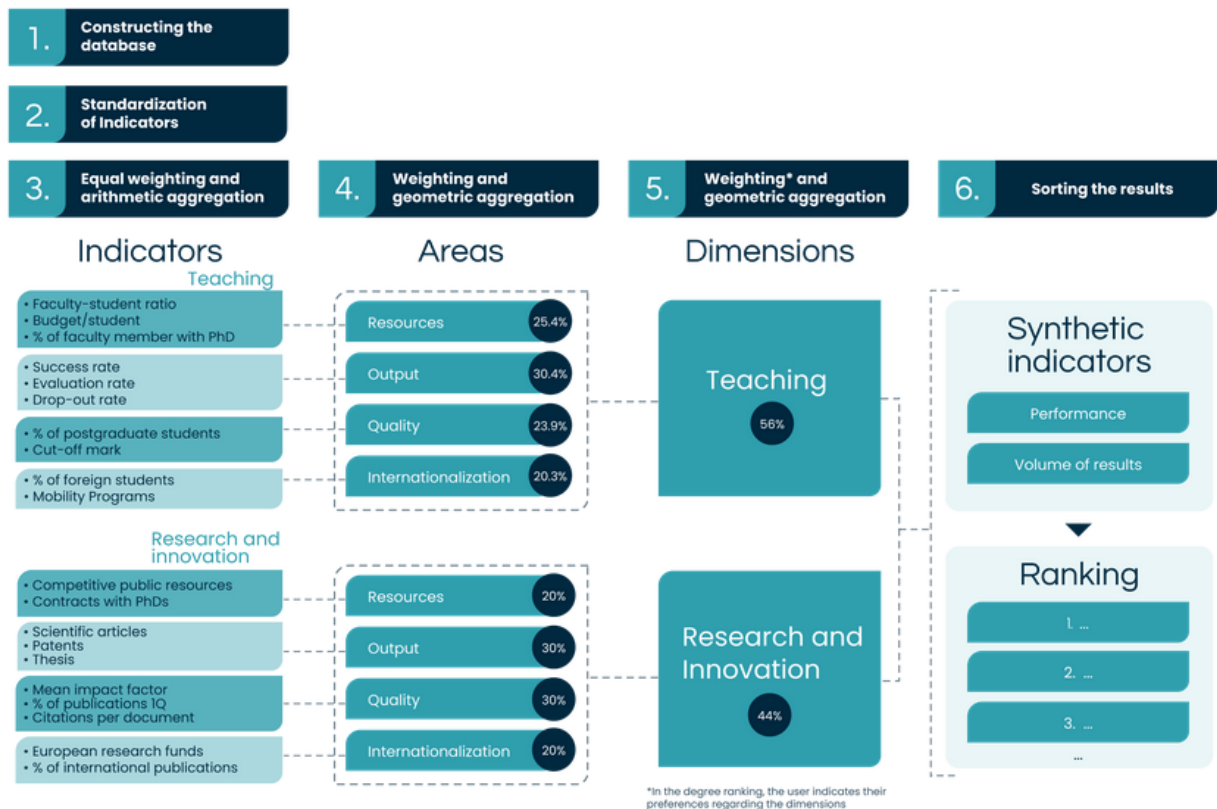 1.
Constructing the
database
2.
Standardization
of Indicators
3.
Equal weighting and
arithmetic aggregation
4.
Weighting and
geometric aggregation
5.
Weighting* and
geometric aggregation
6.
Sorting the results
Indicators
Teaching
• Faculty-student ratio
• Budget/student
• % of faculty member with PhD
• Success rate
• Evaluation rate
• Drop-out rate
• % of postgraduate students
• Cut-off mark
• % of foreign students
• Mobility Programs
Research and
innovation
• Competitive public resources
• Contracts with PhDs
• Scientific articles
• Patents
• Thesis
• Mean impact factor
• % of publications 1Q
• Citations per document
• European research funds
• % of international publications
Areas
Resources 25.4%
Output 30.4%
Quality 23.9%
Internationalization 20.3%
Resources 20%
Output 30%
Quality 30%
Internationalization 20%
Dimensions
Teaching
56%
Research and
Innovation
44%
*In the degree ranking, the user indicates their
preferences regarding the dimensions
Synthetic
indicators
Performance
Volume of results
Ranking
1. ...
2. ...
3. ...
...